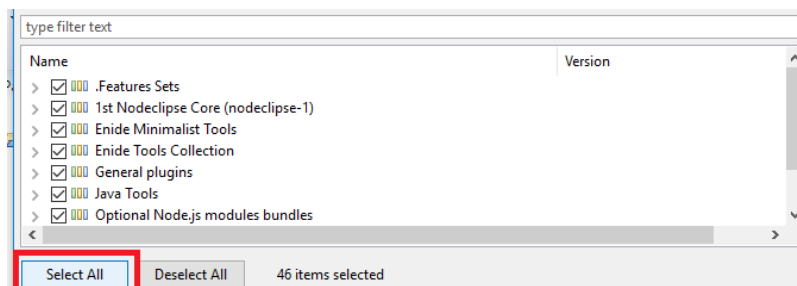 type filter text
Name Version
.Features Sets
1st Nodeclipse Core (nodeclipse-1)
Enide Minimalist Tools
Enide Tools Collection
General plugins
Java Tools
Optional Node.js modules bundles
Select All Deselect All 46 items selected